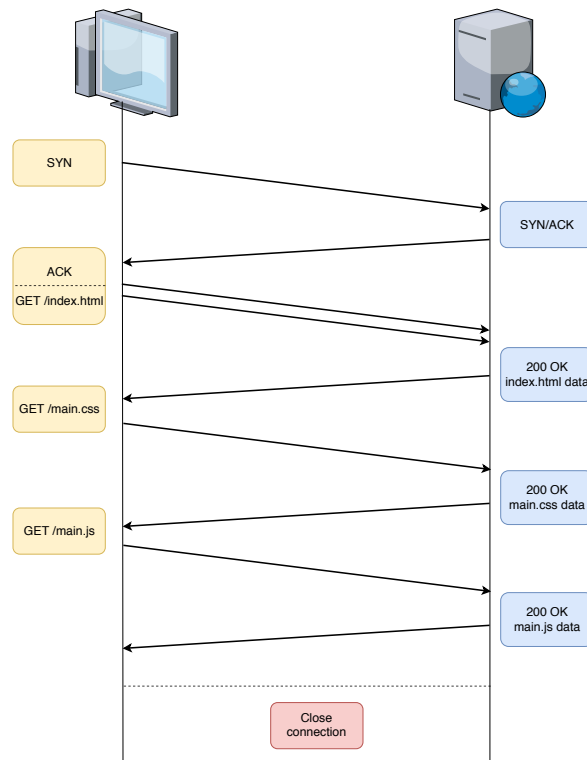 SYN
SYN/ACK
ACK
GET /index.html
200 OK
index.html data
GET /main.css
200 OK
main.css data
GET /main.js
200 OK
main.js data
Close
connection